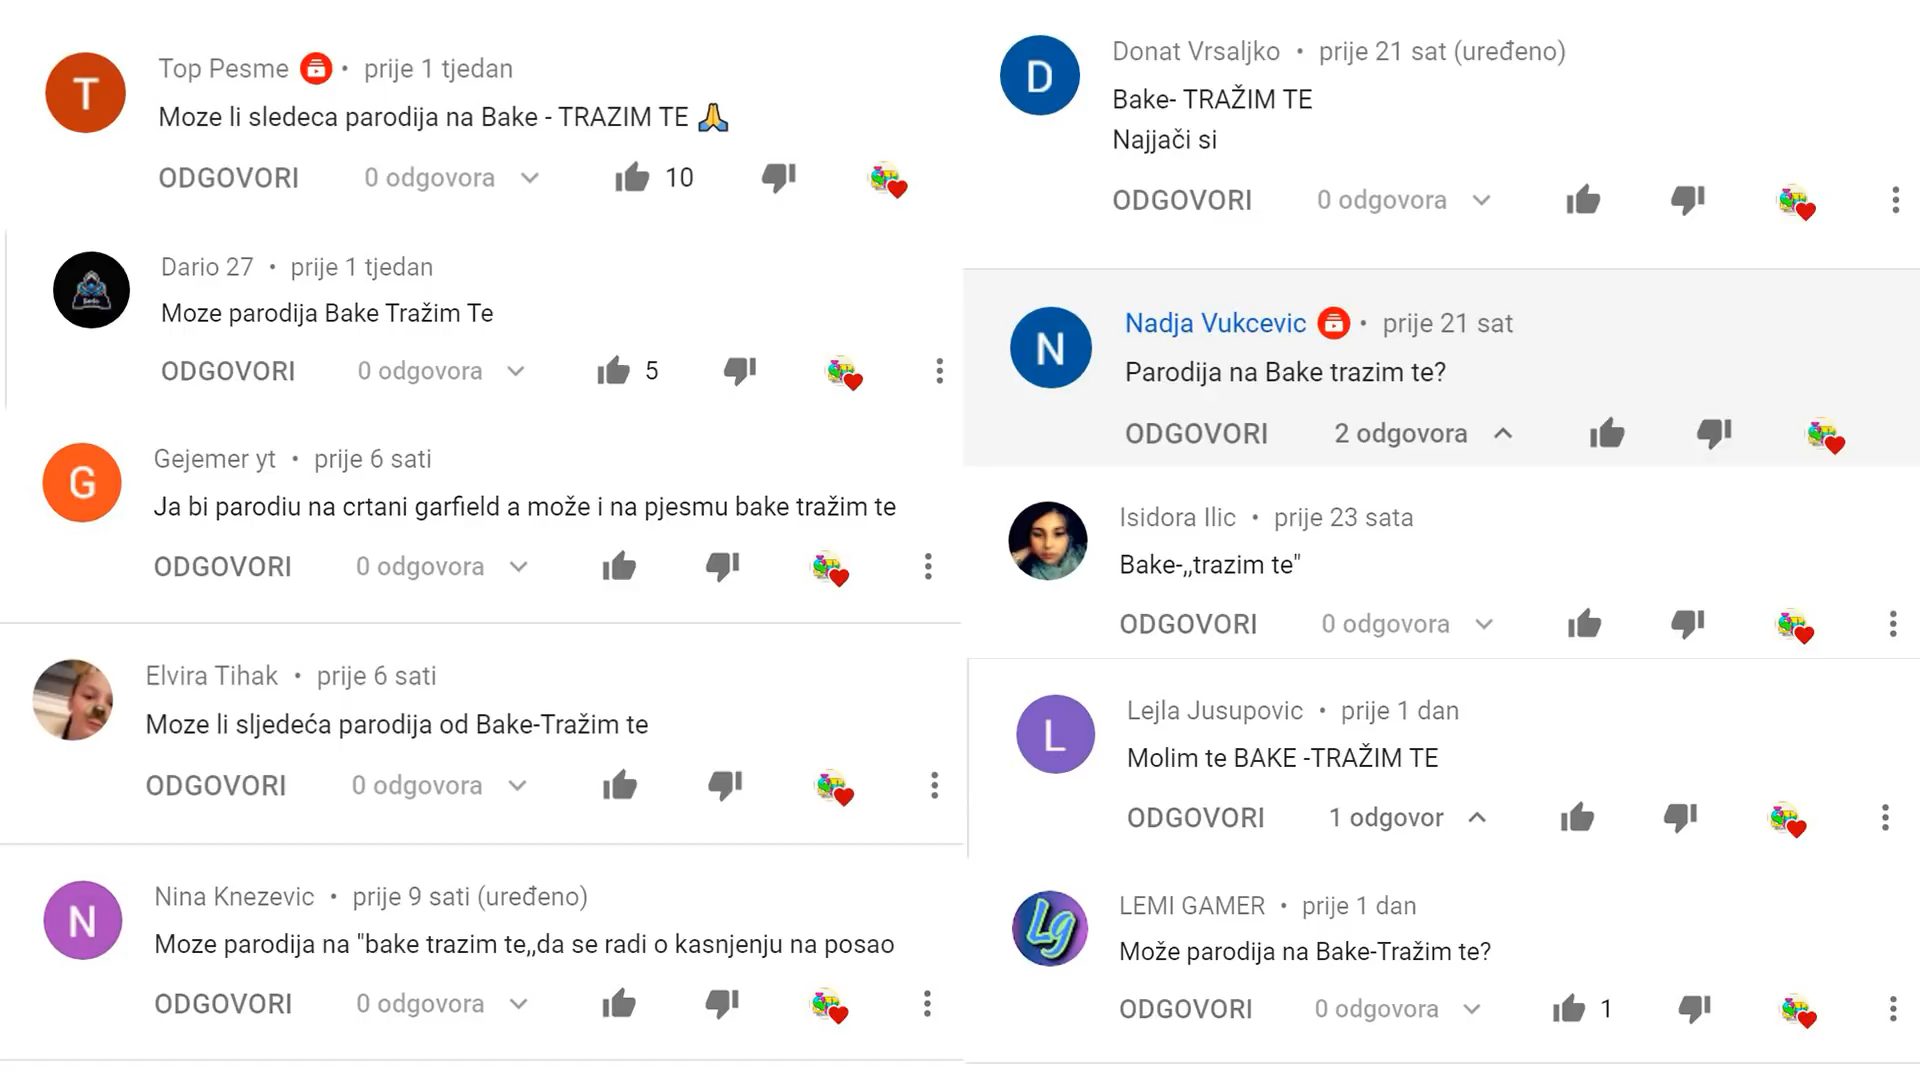 T
Top Pesme • prije 1 tjedan
Moze li sledeca parodija na Bake - TRAZIM TE 🙏
ODGOVORI 0 odgovora 10
Dario 27 • prije 1 tjedan
Moze parodija Bake Tražim Te
ODGOVORI 0 odgovora 5
G
Gejemer yt • prije 6 sati
Ja bi parodiu na crtani garfield a može i na pjesmu bake tražim te
ODGOVORI 0 odgovora
Elvira Tihak • prije 6 sati
Moze li sljedeća parodija od Bake-Tražim te
ODGOVORI 0 odgovora
N
Nina Knezevic • prije 9 sati (uređeno)
Moze parodija na "bake trazim te,,da se radi o kasnjenju na posao
ODGOVORI 0 odgovora
D
Donat Vrsaljko • prije 21 sat (uređeno)
Bake- TRAŽIM TE
Najjači si
ODGOVORI 0 odgovora
N
Nadja Vukcevic • prije 21 sat
Parodija na Bake trazim te?
ODGOVORI 2 odgovora
Isidora Ilic • prije 23 sata
Bake-,,trazim te"
ODGOVORI 0 odgovora
L
Lejla Jusupovic • prije 1 dan
Molim te BAKE -TRAŽIM TE
ODGOVORI 1 odgovor
Lg
LEMI GAMER • prije 1 dan
Može parodija na Bake-Tražim te?
ODGOVORI 0 odgovora 1